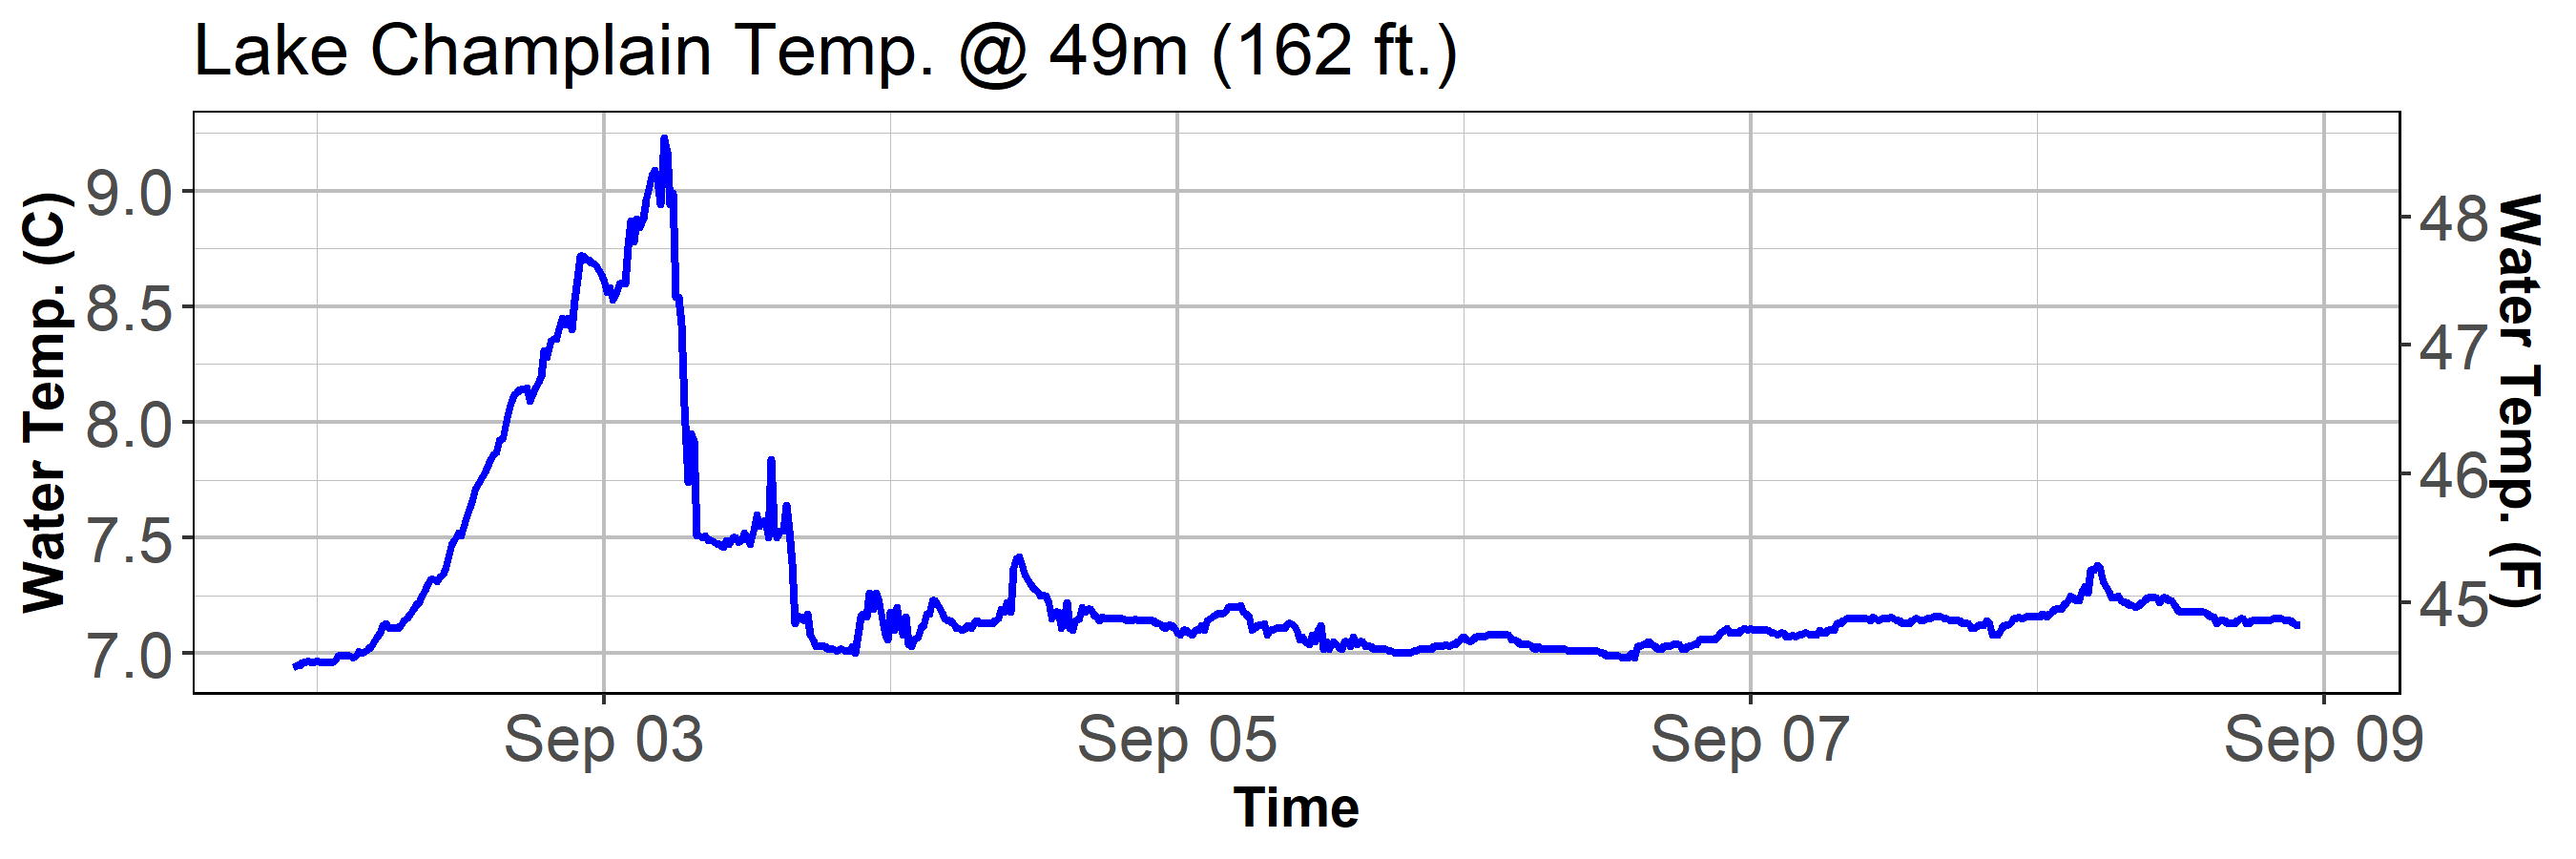 Lake Champlain Temp. @ 49m (162 ft.)
Water Temp. (C)
9.0
8.5
8.0
7.5
7.0
48
47
46
45
Water Temp. (F)
Sep 03 Sep 05 Sep 07 Sep 09
Time